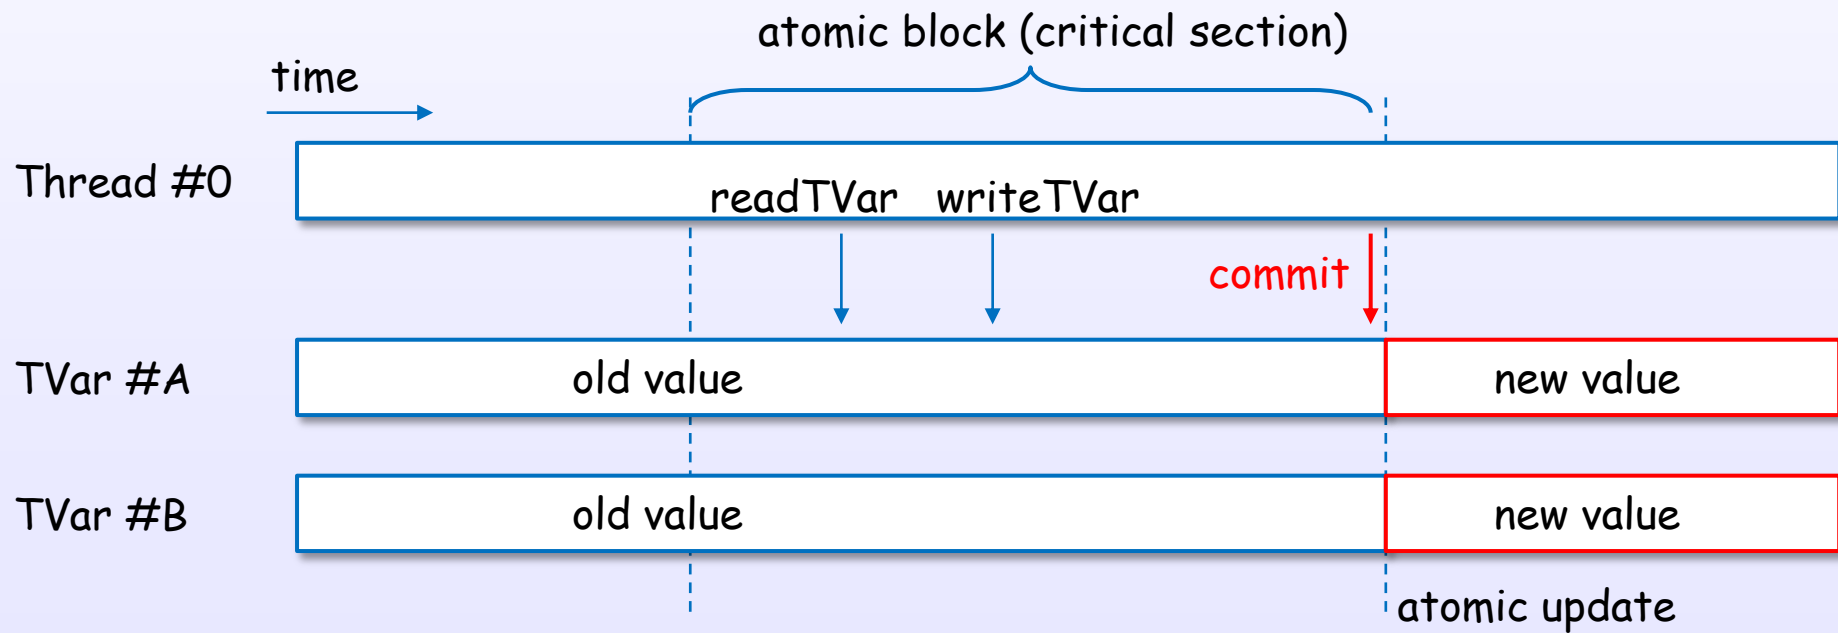 atomic block (critical section)
time
Thread #0
readTVar writeTVar
commit
TVar #A
old value
new value
TVar #B
old value
new value
atomic update